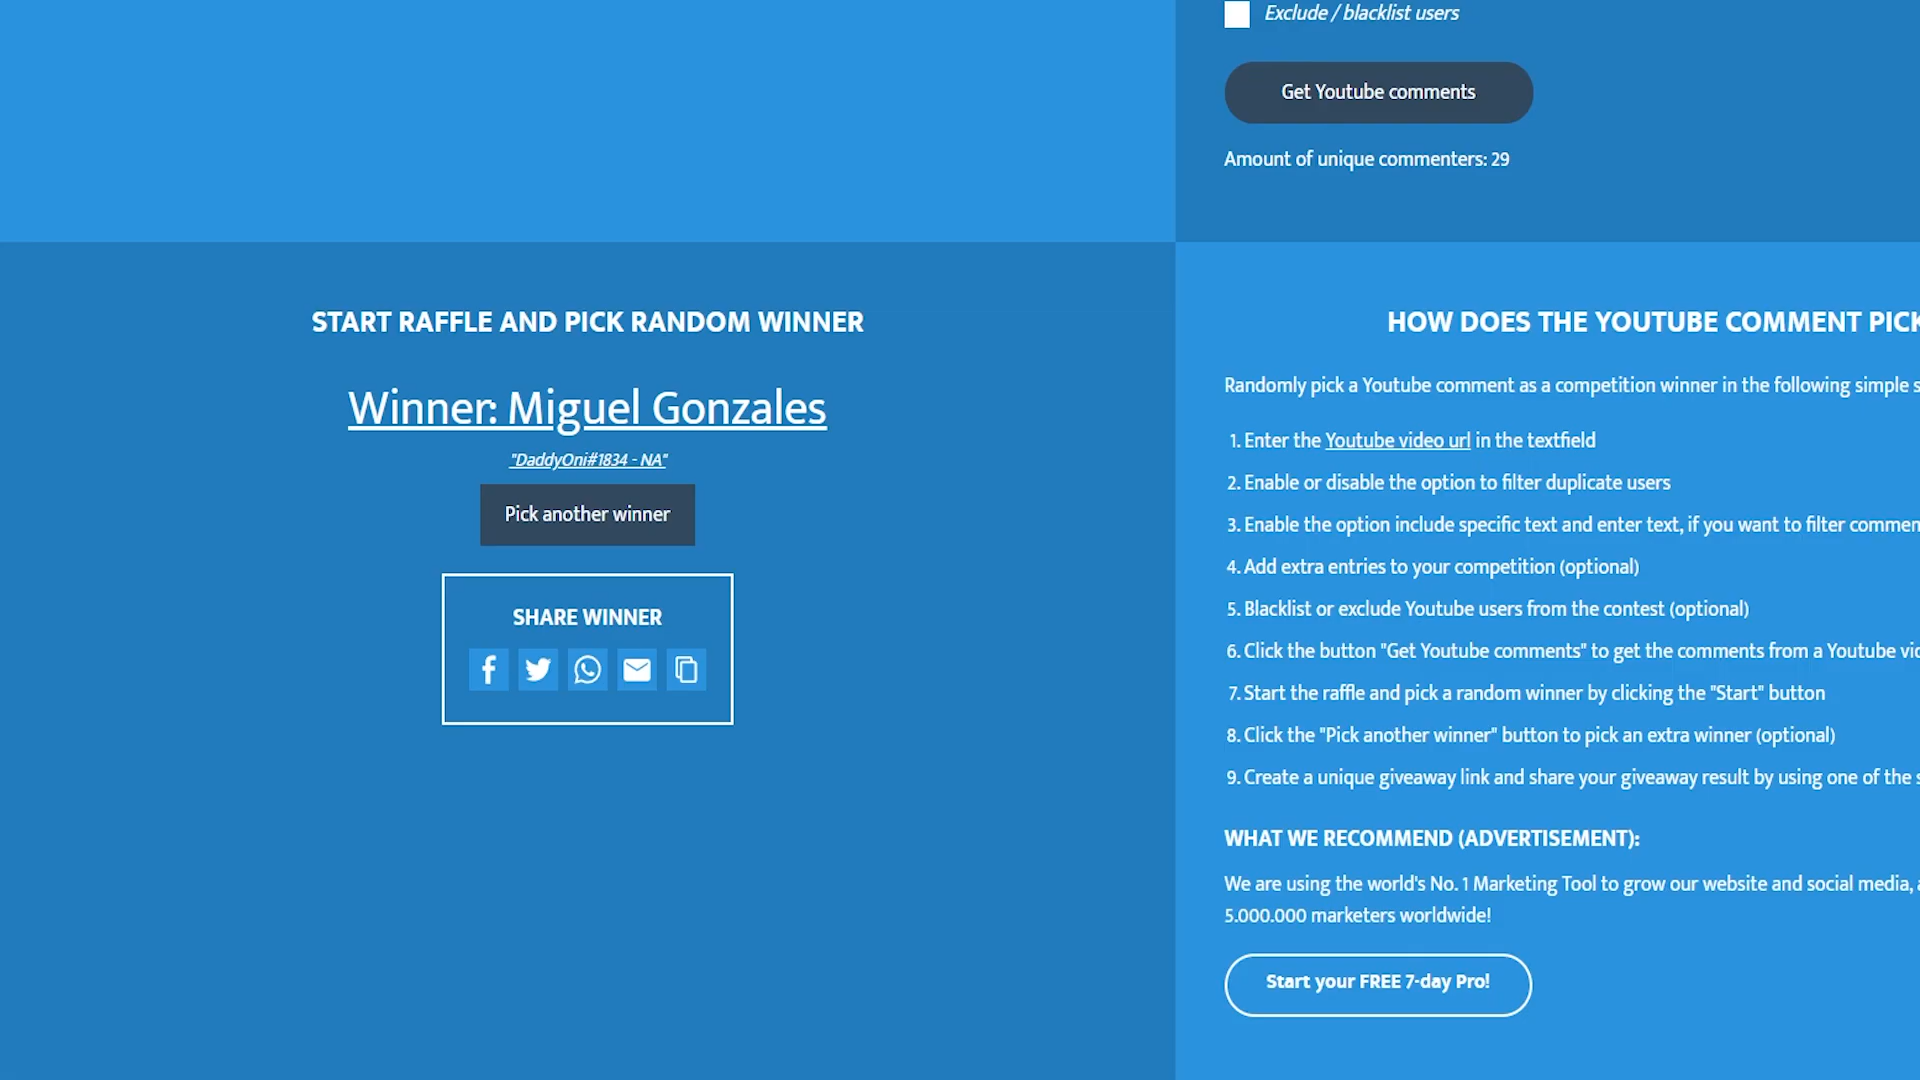 Exclude / blacklist users
Get Youtube comments
Amount of unique commenters: 29
START RAFFLE AND PICK RANDOM WINNER
Winner: Miguel Gonzales
"DaddyOni#1834 - NA"
Pick another winner
SHARE WINNER
HOW DOES THE YOUTUBE COMMENT
Randomly pick a Youtube comment as a competition winner in the following simple
1. Enter the Youtube video url in the textfield
2. Enable or disable the option to filter duplicate users
3. Enable the option include specific text and enter text, if you want to filter
4. Add extra entries to your competition (optional)
5. Blacklist or exclude Youtube users from the contest (optional)
6. Click the button "Get Youtube comments" to get the comments from a Youtube
7. Start the raffle and pick a random winner by clicking the "Start" button
8. Click the "Pick another winner" button to pick an extra winner (optional)
9. Create a unique giveaway link and share your giveaway result by using one of the
WHAT WE RECOMMEND (ADVERTISEMENT):
We are using the world's No. 1 Marketing Tool to grow our website and social media,
5.000.000 marketers worldwide!
Start your FREE 7-day Pro!